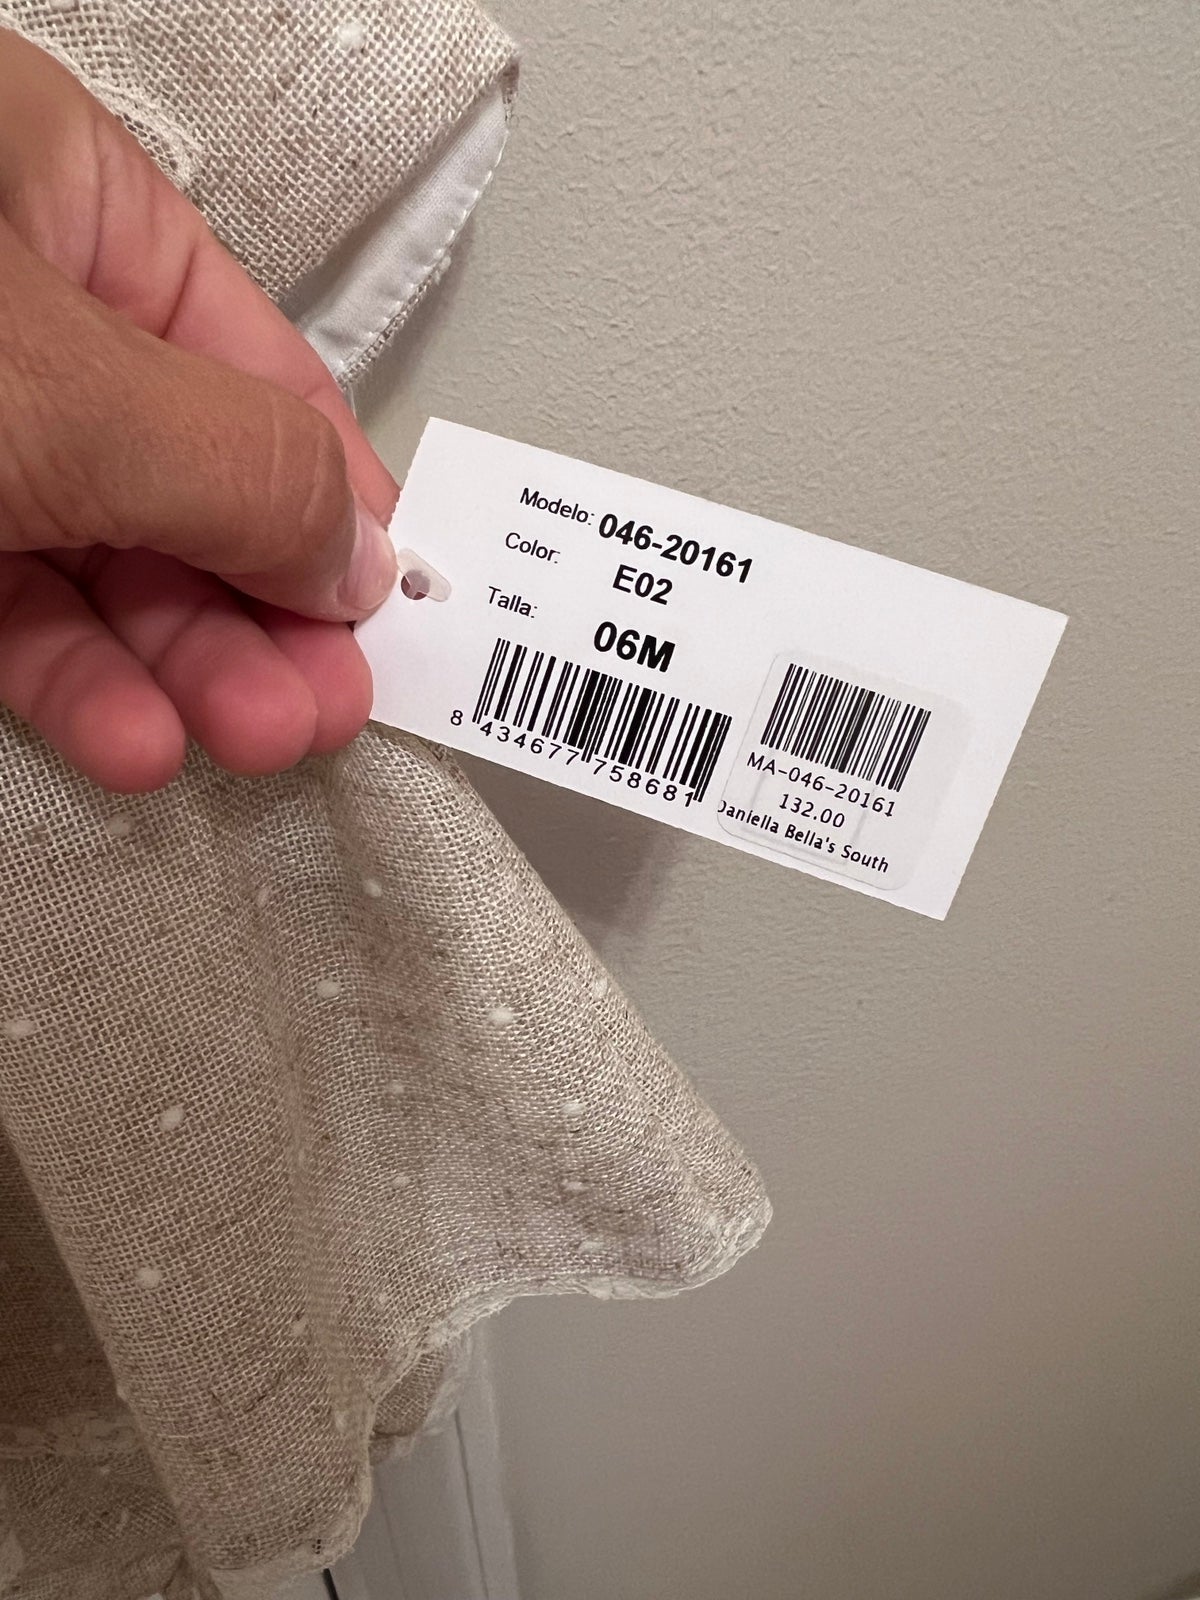 Modelo: 046-20161
Color: E02
Talla: 06M
8 434677 758681
MA-046-20161
132.00
Daniella Bella's South